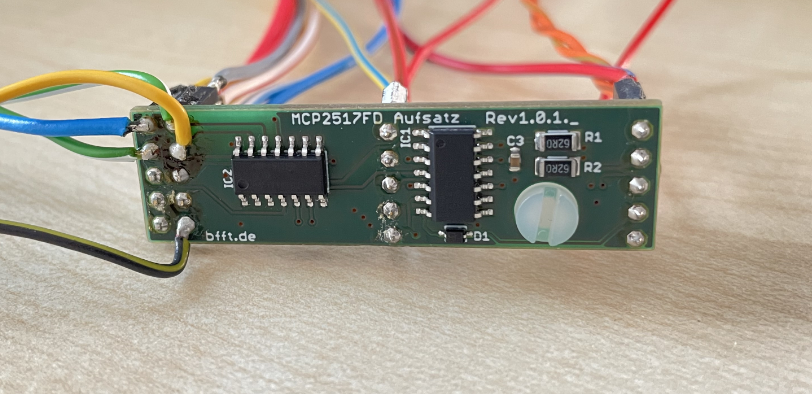 MCP2517FD Aufsatz Rev1.0.1._
IC1
C3
R1
62R0
R2
62R0
IC2
D1
bfft.de